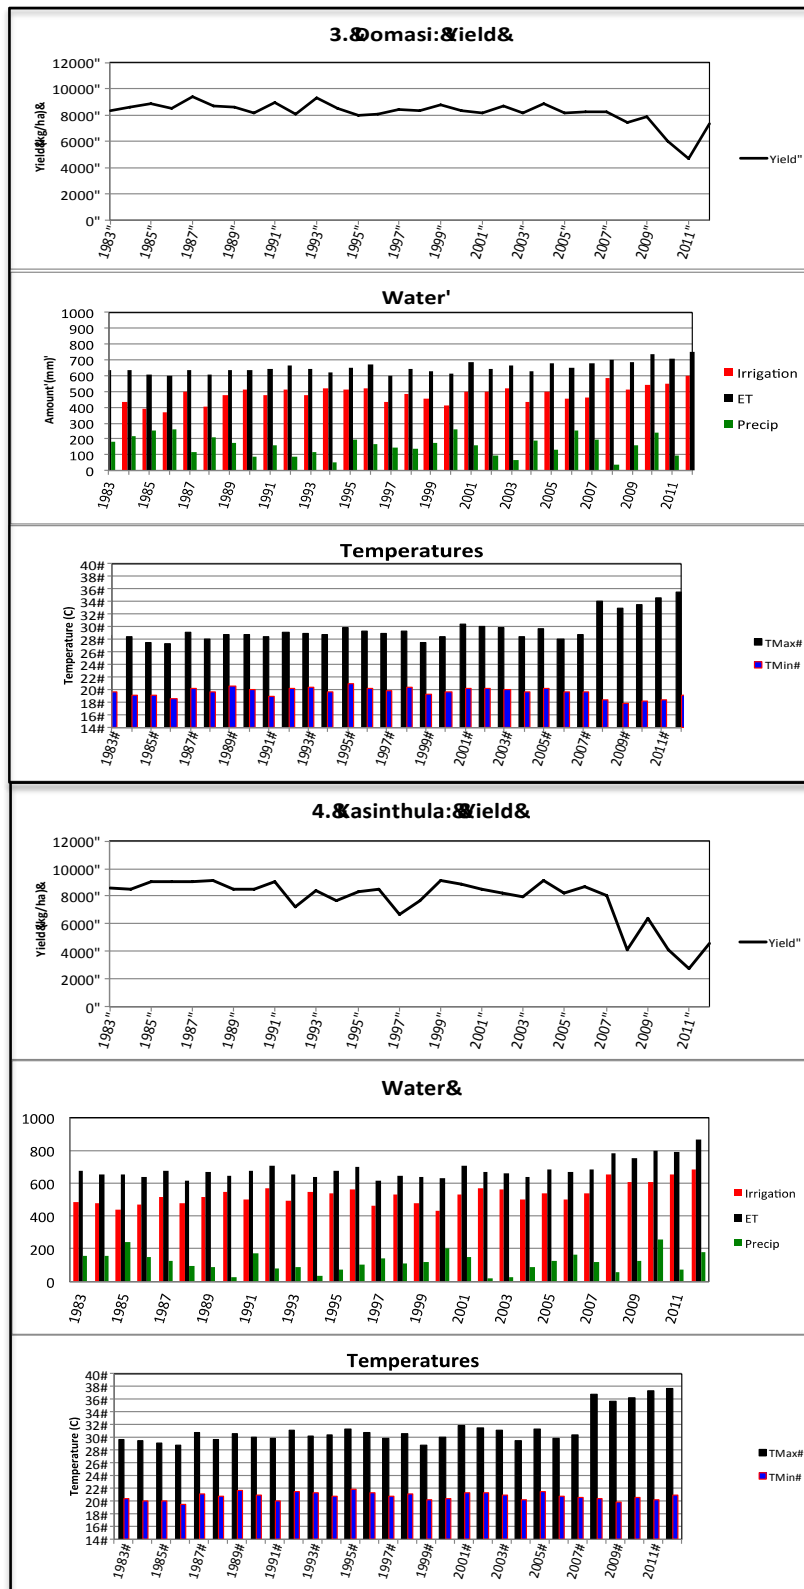 3.&Domasi:&Yield&
12000"
10000"
8000"
6000"
4000"
2000"
0"
Yield&kg/ha)&
Yield"
1983" 1985" 1987" 1989" 1991" 1993" 1995" 1997" 1999" 2001" 2003" 2005" 2007" 2009" 2011"
Water'
1000
900
800
700
600
500
400
300
200
100
0
Amount'(mm)'
Irrigation
ET
Precip
1983 1985 1987 1989 1991 1993 1995 1997 1999 2001 2003 2005 2007 2009 2011
Temperatures
40#
38#
36#
34#
32#
30#
28#
26#
24#
22#
20#
18#
16#
14#
Temperature (C)
TMax#
TMin#
1983# 1985# 1987# 1989# 1991# 1993# 1995# 1997# 1999# 2001# 2003# 2005# 2007# 2009# 2011#
4.&Kasinthula:&Yield&
12000"
10000"
8000"
6000"
4000"
2000"
0"
Yield&kg/ha)&
Yield"
1983" 1985" 1987" 1989" 1991" 1993" 1995" 1997" 1999" 2001" 2003" 2005" 2007" 2009" 2011"
Water&
1000
800
600
400
200
0
Irrigation
ET
Precip
1983 1985 1987 1989 1991 1993 1995 1997 1999 2001 2003 2005 2007 2009 2011
Temperatures
40#
38#
36#
34#
32#
30#
28#
26#
24#
22#
20#
18#
16#
14#
Temperature (C)
TMax#
TMin#
1983# 1985# 1987# 1989# 1991# 1993# 1995# 1997# 1999# 2001# 2003# 2005# 2007# 2009# 2011#